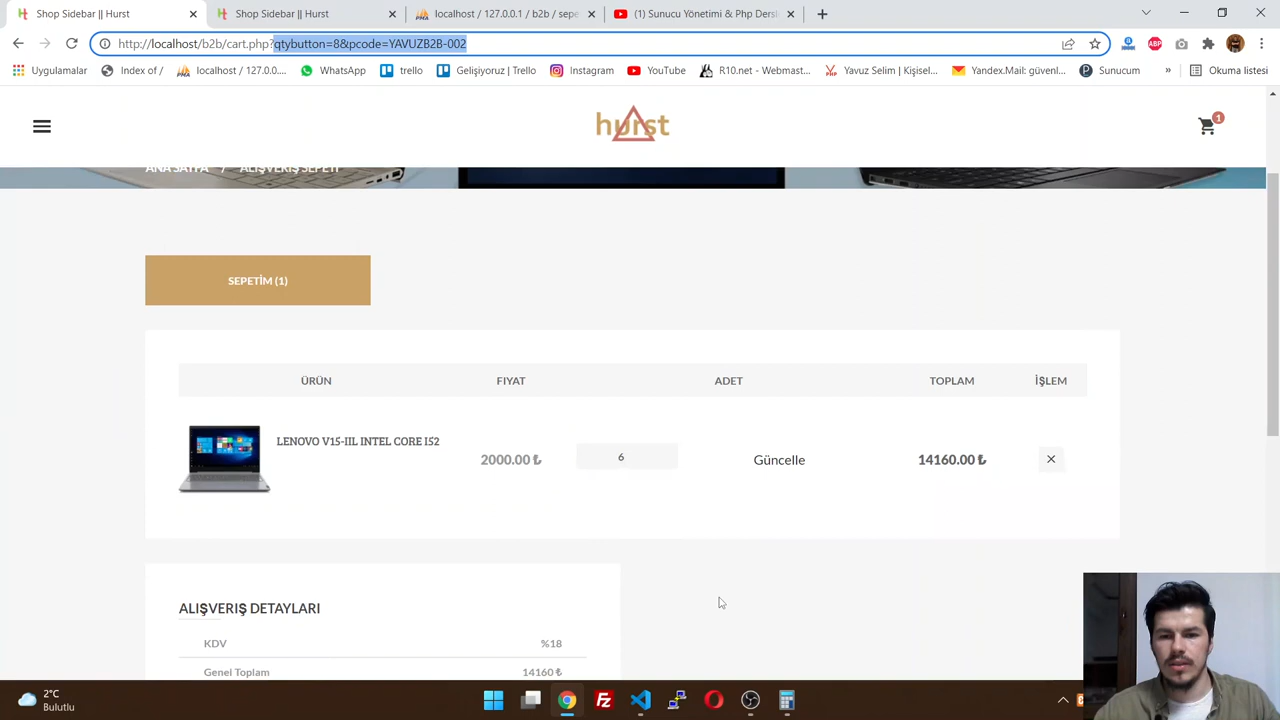 Shop Sidebar || Hurst
Shop Sidebar || Hurst
localhost / 127.0.0.1 / b2b / sepe
(1) Sunucu Yönetimi & Php Dersl
http://localhost/b2b/cart.php?qtybutton=8&pcode=YAVUZB2B-002
Uygulamalar
Index of /
localhost / 127.0.0....
WhatsApp
trello
Gelişiyoruz | Trello
Instagram
YouTube
R10.net - Webmast...
Yavuz Selim | Kişisel...
Yandex.Mail: güvenl...
Sunucum
»
Okuma listesi
hurst
1
ANA SAYFA / ALIŞVERİŞ SEPETİ
SEPETİM (1)
ÜRÜN FIYAT ADET TOPLAM İŞLEM
LENOVO V15-IIL INTEL CORE I52
2000.00 ₺ 6 Güncelle 14160.00 ₺ ×
ALIŞVERIŞ DETAYLARI
KDV %18
Genel Toplam 14160 ₺
2°C
Bulutlu